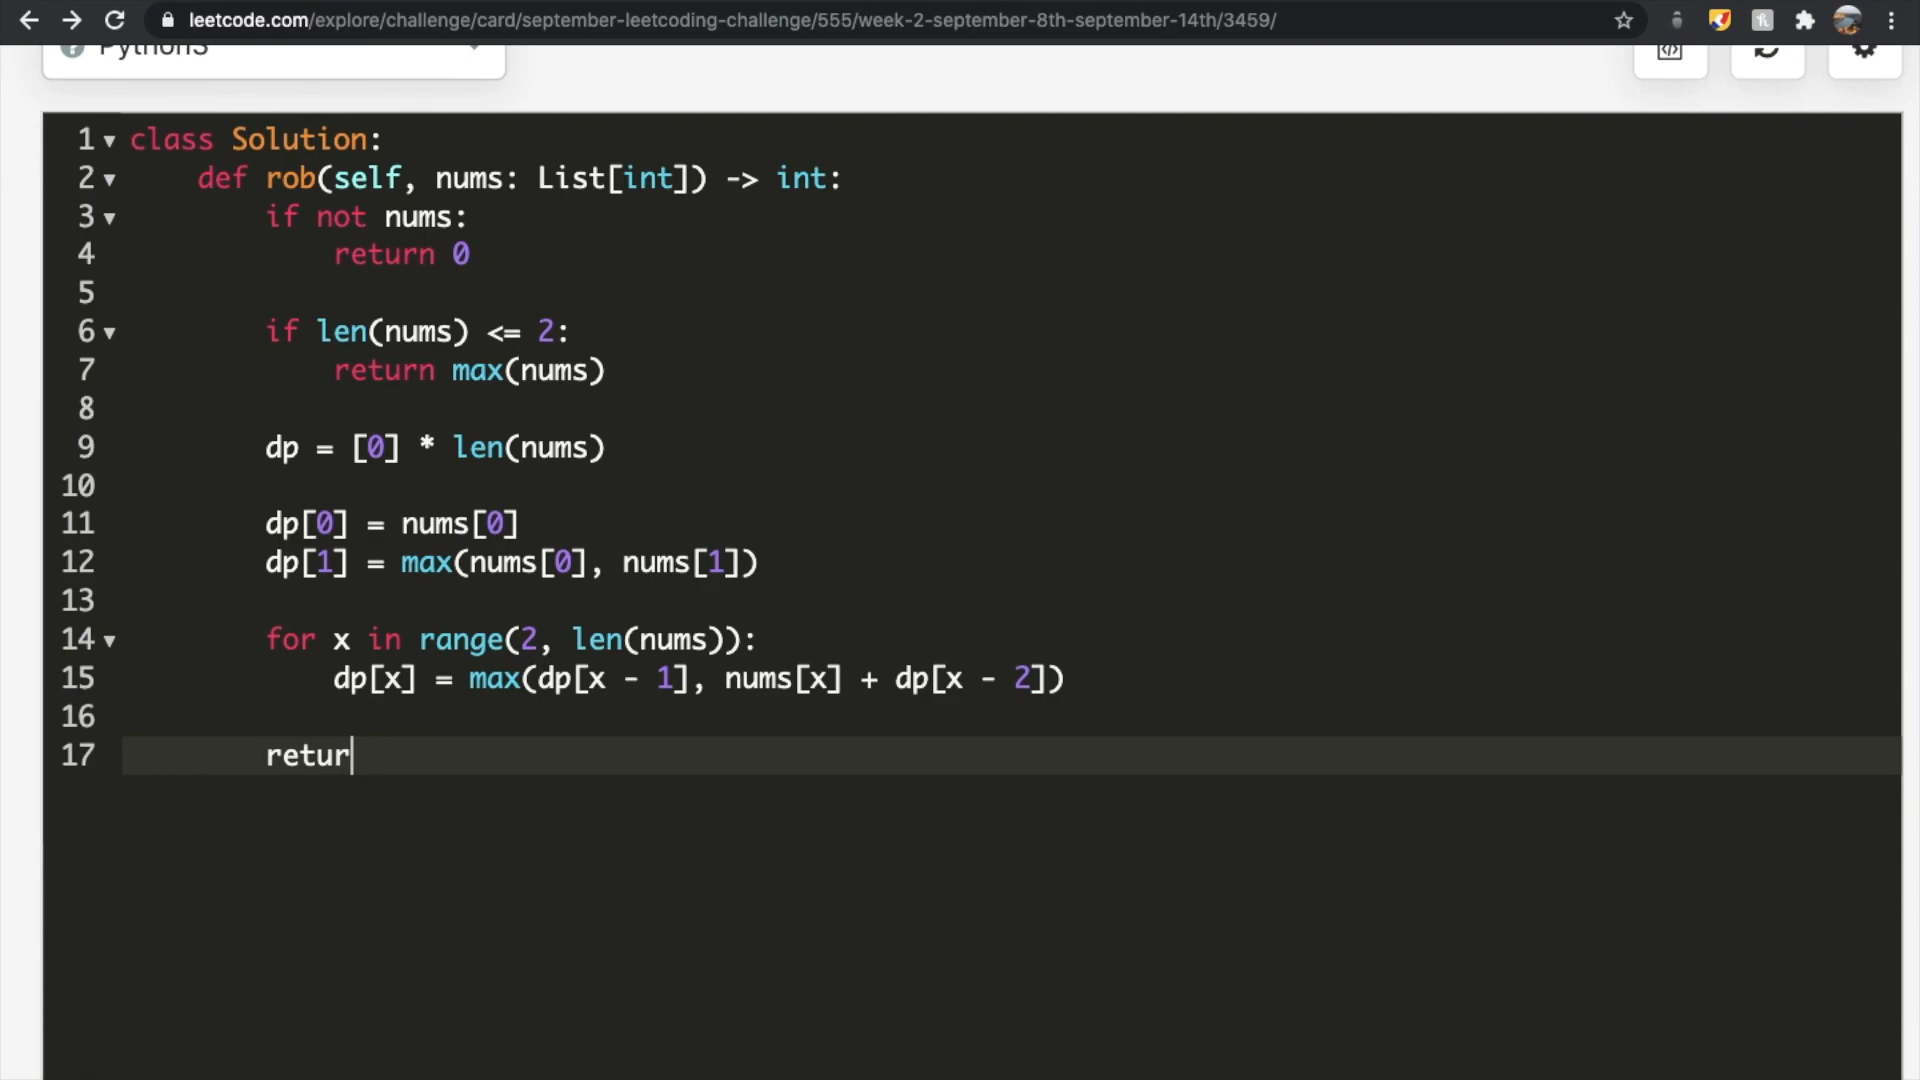 leetcode.com/explore/challenge/card/september-leetcoding-challenge/555/week-2-september-8th-september-14th/3459/
Python3
1 class Solution:
2     def rob(self, nums: List[int]) -> int:
3         if not nums:
4             return 0
5
6         if len(nums) <= 2:
7             return max(nums)
8
9         dp = [0] * len(nums)
10
11         dp[0] = nums[0]
12         dp[1] = max(nums[0], nums[1])
13
14         for x in range(2, len(nums)):
15             dp[x] = max(dp[x - 1], nums[x] + dp[x - 2])
16
17         retur